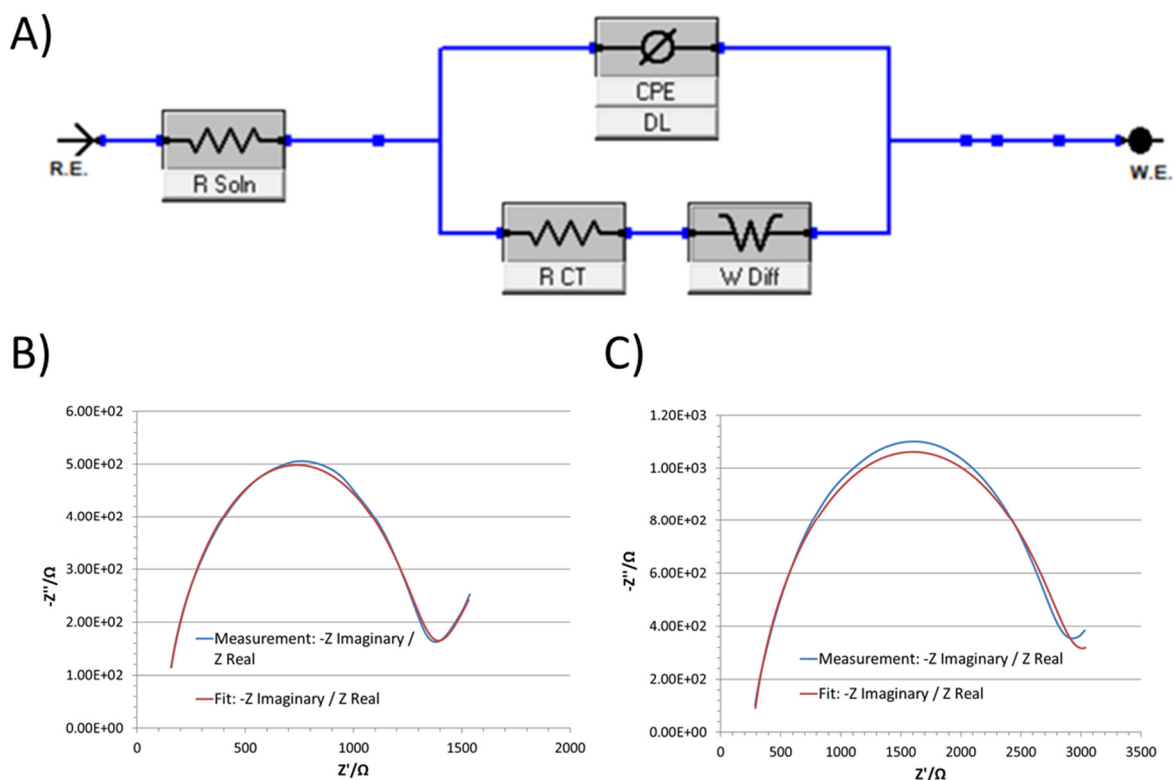 A)
CPE
DL
R.E.
R Soln
W.E.
R CT
W Diff
B)
6.00E+02
5.00E+02
4.00E+02
3.00E+02
2.00E+02
1.00E+02
0.00E+00
-Z''/Ω
Measurement: -Z Imaginary /
Z Real
Fit: -Z Imaginary / Z Real
0
500
1000
1500
2000
Z'/Ω
C)
1.20E+03
1.00E+03
8.00E+02
6.00E+02
4.00E+02
2.00E+02
0.00E+00
-Z''/Ω
Measurement: -Z Imaginary / Z Real
Fit: -Z Imaginary / Z Real
0
500
1000
1500
2000
2500
3000
3500
Z'/Ω